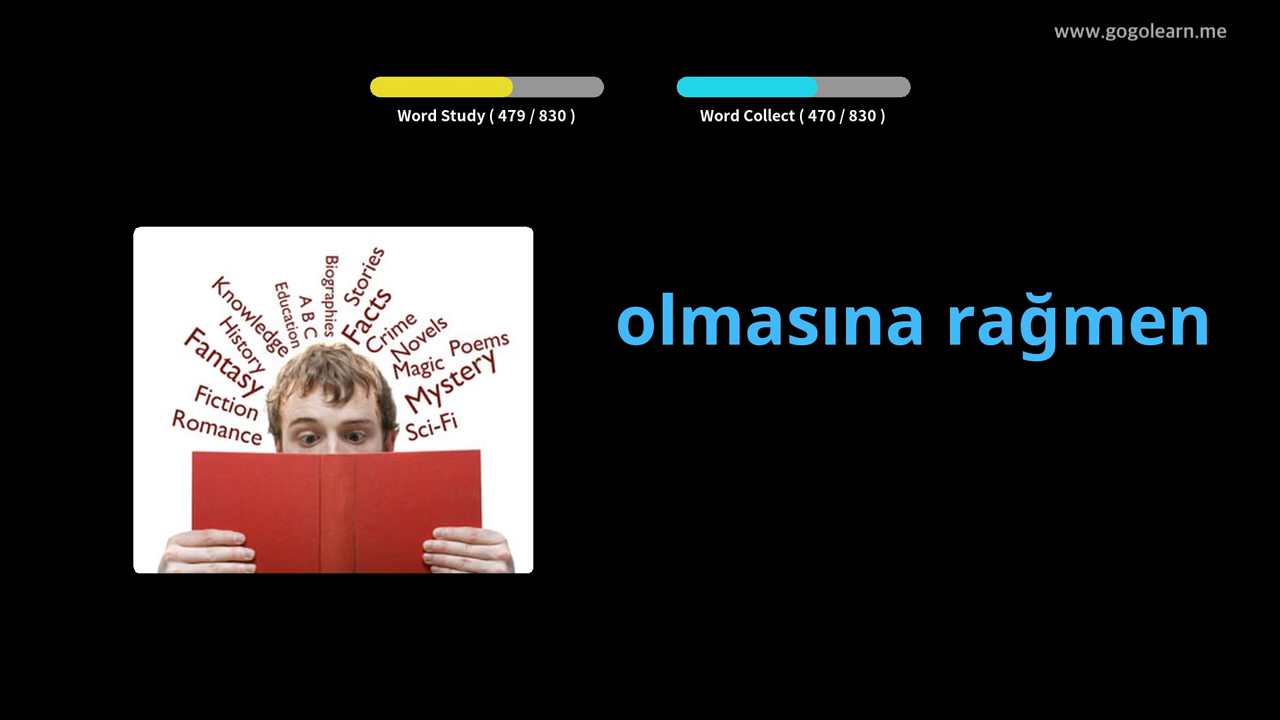 www.gogolearn.me
Word Study ( 479 / 830 )
Word Collect ( 470 / 830 )
olmasına rağmen
Biographies
Stories
Education
A B C
Facts
Knowledge
Crime
History
Novels
Poems
Fantasy
Magic
Mystery
Fiction
Romance
Sci-Fi